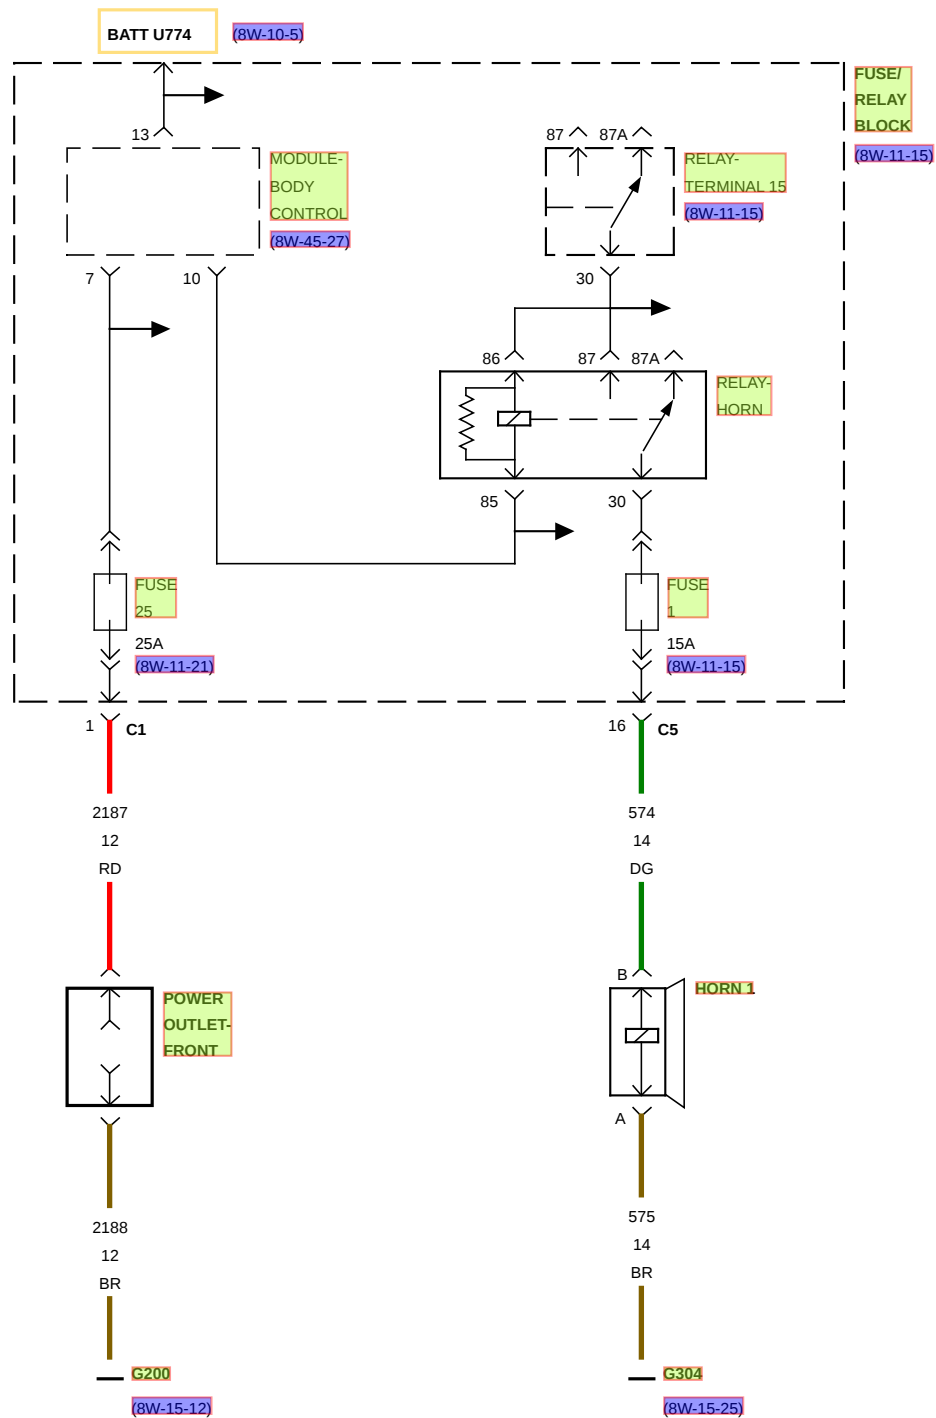 BATT U774
(8W-10-5)
FUSE/
RELAY
BLOCK
(8W-11-15)
13
87
87A
MODULE-
BODY
CONTROL
(8W-45-27)
RELAY-
TERMINAL 15
(8W-11-15)
7
10
30
86
87
87A
RELAY-
HORN
85
30
FUSE
25
25A
(8W-11-21)
FUSE
1
15A
(8W-11-15)
1
C1
16
C5
2187
12
RD
574
14
DG
B
POWER
OUTLET-
FRONT
HORN 1
A
2188
12
BR
575
14
BR
G200
(8W-15-12)
G304
(8W-15-25)